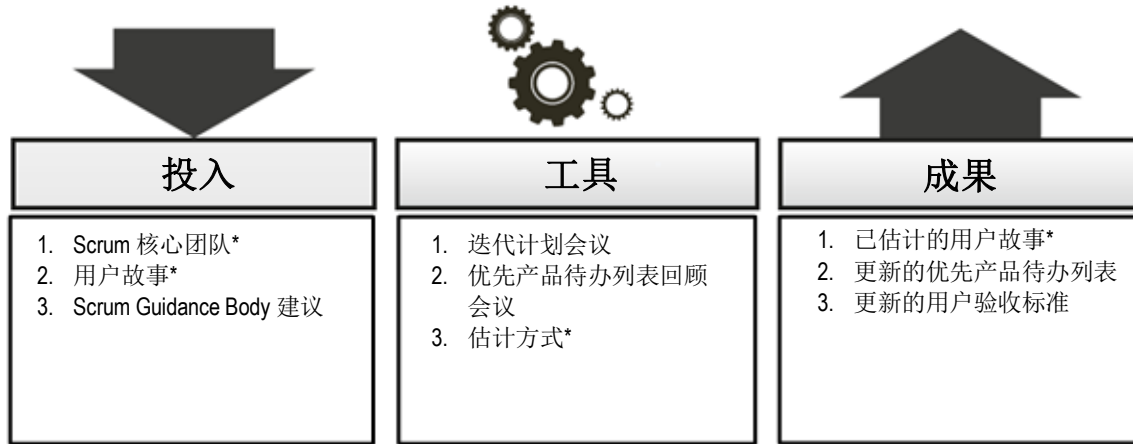 投入
1. Scrum 核心团队*
2. 用户故事*
3. Scrum Guidance Body 建议
工具
1. 迭代计划会议
2. 优先产品待办列表回顾
会议
3. 估计方式*
成果
1. 已估计的用户故事*
2. 更新的优先产品待办列表
3. 更新的用户验收标准